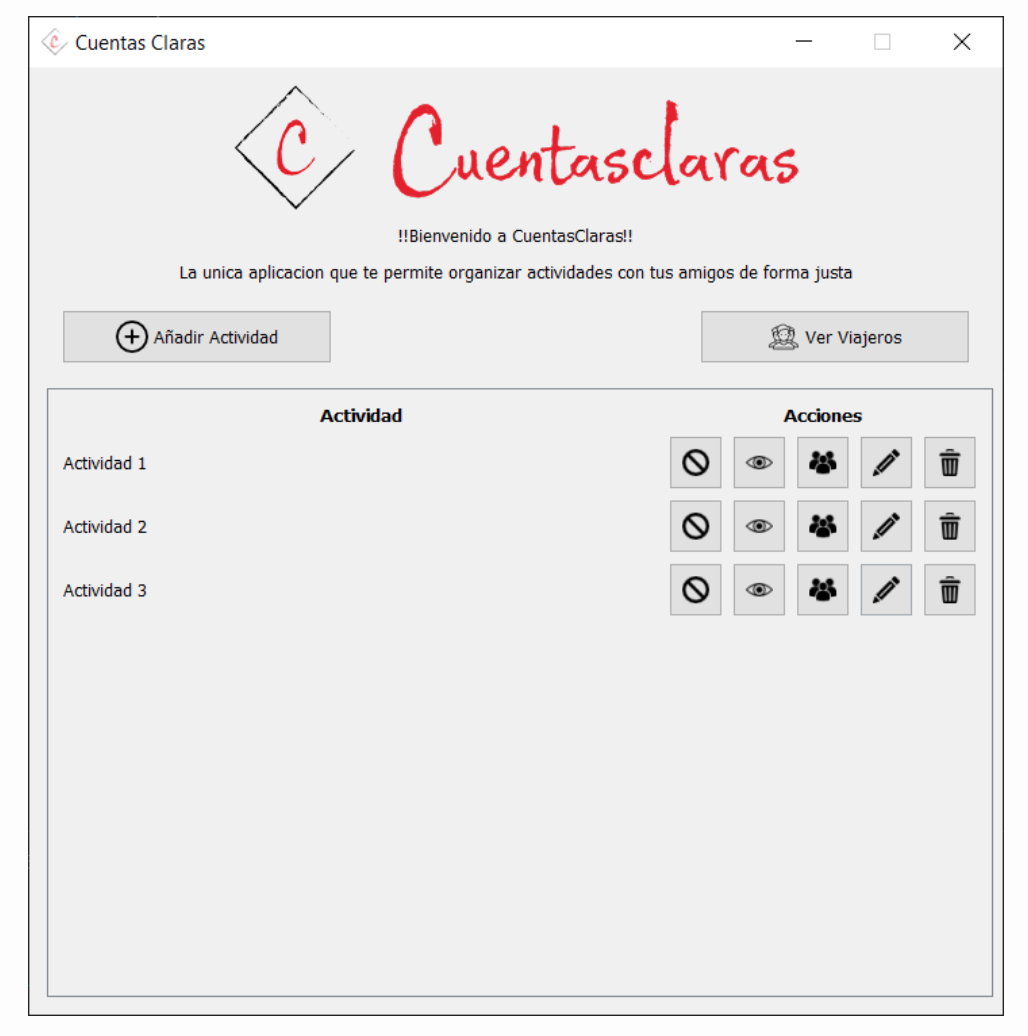 Cuentas Claras
C Cuentasclaras
!!Bienvenido a CuentasClaras!!
La unica aplicacion que te permite organizar actividades con tus amigos de forma justa
Añadir Actividad Ver Viajeros
Actividad Acciones
Actividad 1
Actividad 2
Actividad 3